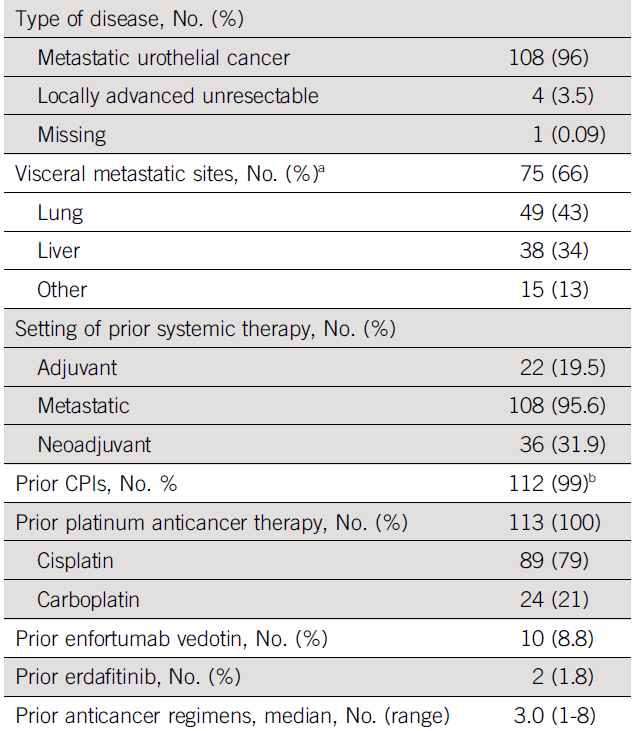 Type of disease, No. (%)
Metastatic urothelial cancer 108 (96)
Locally advanced unresectable 4 (3.5)
Missing 1 (0.09)
Visceral metastatic sites, No. (%)a 75 (66)
Lung 49 (43)
Liver 38 (34)
Other 15 (13)
Setting of prior systemic therapy, No. (%)
Adjuvant 22 (19.5)
Metastatic 108 (95.6)
Neoadjuvant 36 (31.9)
Prior CPIs, No. % 112 (99)b
Prior platinum anticancer therapy, No. (%) 113 (100)
Cisplatin 89 (79)
Carboplatin 24 (21)
Prior enfortumab vedotin, No. (%) 10 (8.8)
Prior erdafitinib, No. (%) 2 (1.8)
Prior anticancer regimens, median, No. (range) 3.0 (1-8)